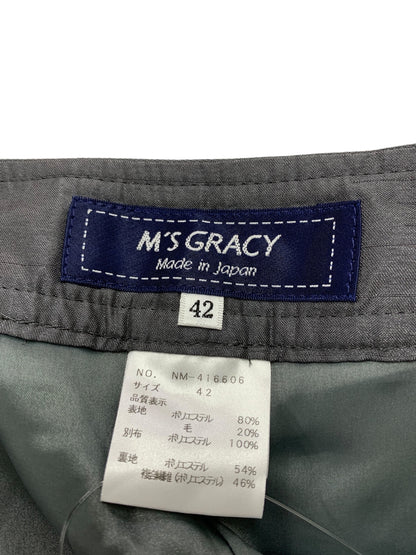 M'S GRACY
Made in Japan
42
NO. NM-416606
サイズ 42
品質表示
表地 ポリエステル 80%
毛 20%
別布 ポリエステル 100%
裏地 ポリエステル 54%
複合繊維(ポリエステル) 46%